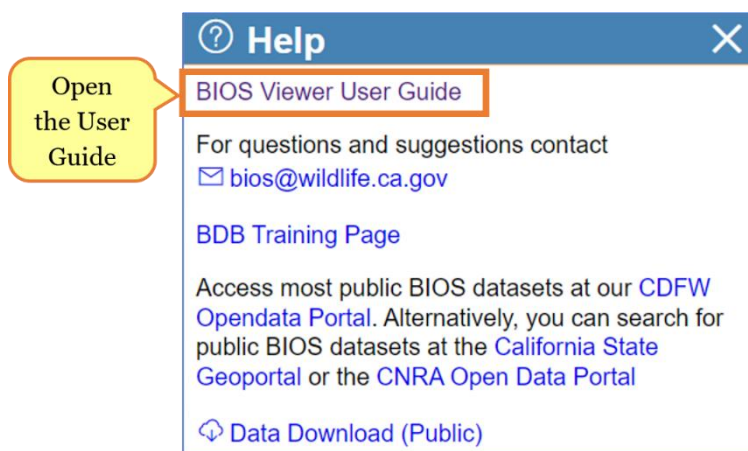 Help
Open
the User
Guide
BIOS Viewer User Guide
For questions and suggestions contact
bios@wildlife.ca.gov
BDB Training Page
Access most public BIOS datasets at our CDFW
Opendata Portal. Alternatively, you can search for
public BIOS datasets at the California State
Geoportal or the CNRA Open Data Portal
Data Download (Public)